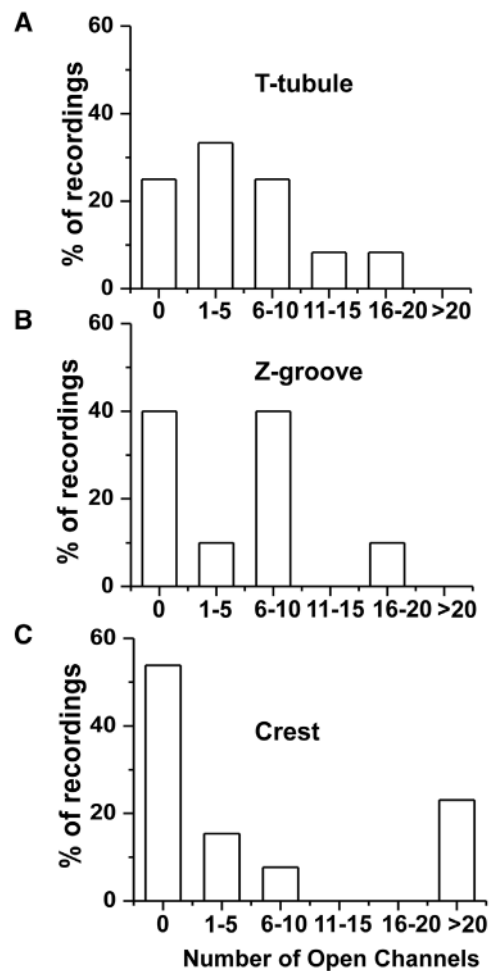 A
60
40
20
0
% of recordings
T-tubule
0 1-5 6-10 11-15 16-20 >20
B
60
40
20
0
% of recordings
Z-groove
0 1-5 6-10 11-15 16-20 >20
C
60
40
20
0
% of recordings
Crest
0 1-5 6-10 11-15 16-20 >20
Number of Open Channels